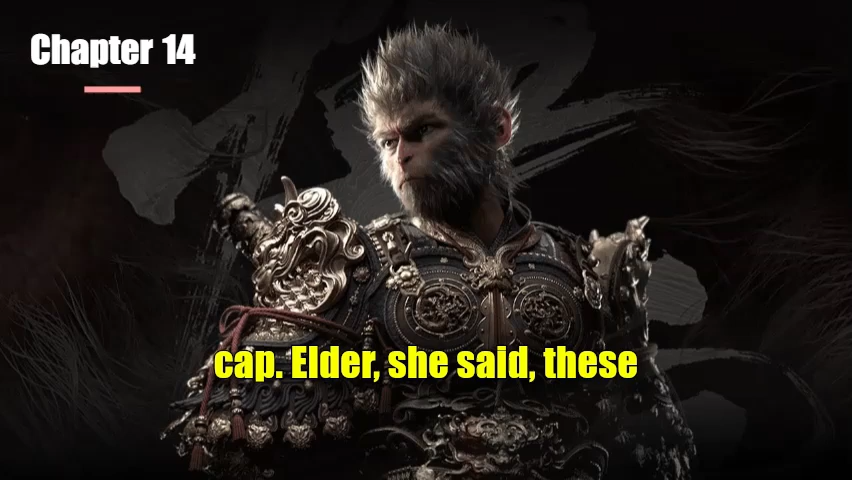 Chapter 14
cap. Elder, she said, these